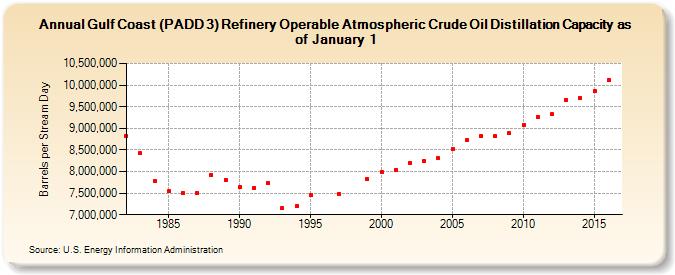 Annual Gulf Coast (PADD 3) Refinery Operable Atmospheric Crude Oil Distillation Capacity as
of January 1
Barrels per Stream Day
10,500,000
10,000,000
9,500,000
9,000,000
8,500,000
8,000,000
7,500,000
7,000,000
1985 1990 1995 2000 2005 2010 2015
Source: U.S. Energy Information Administration